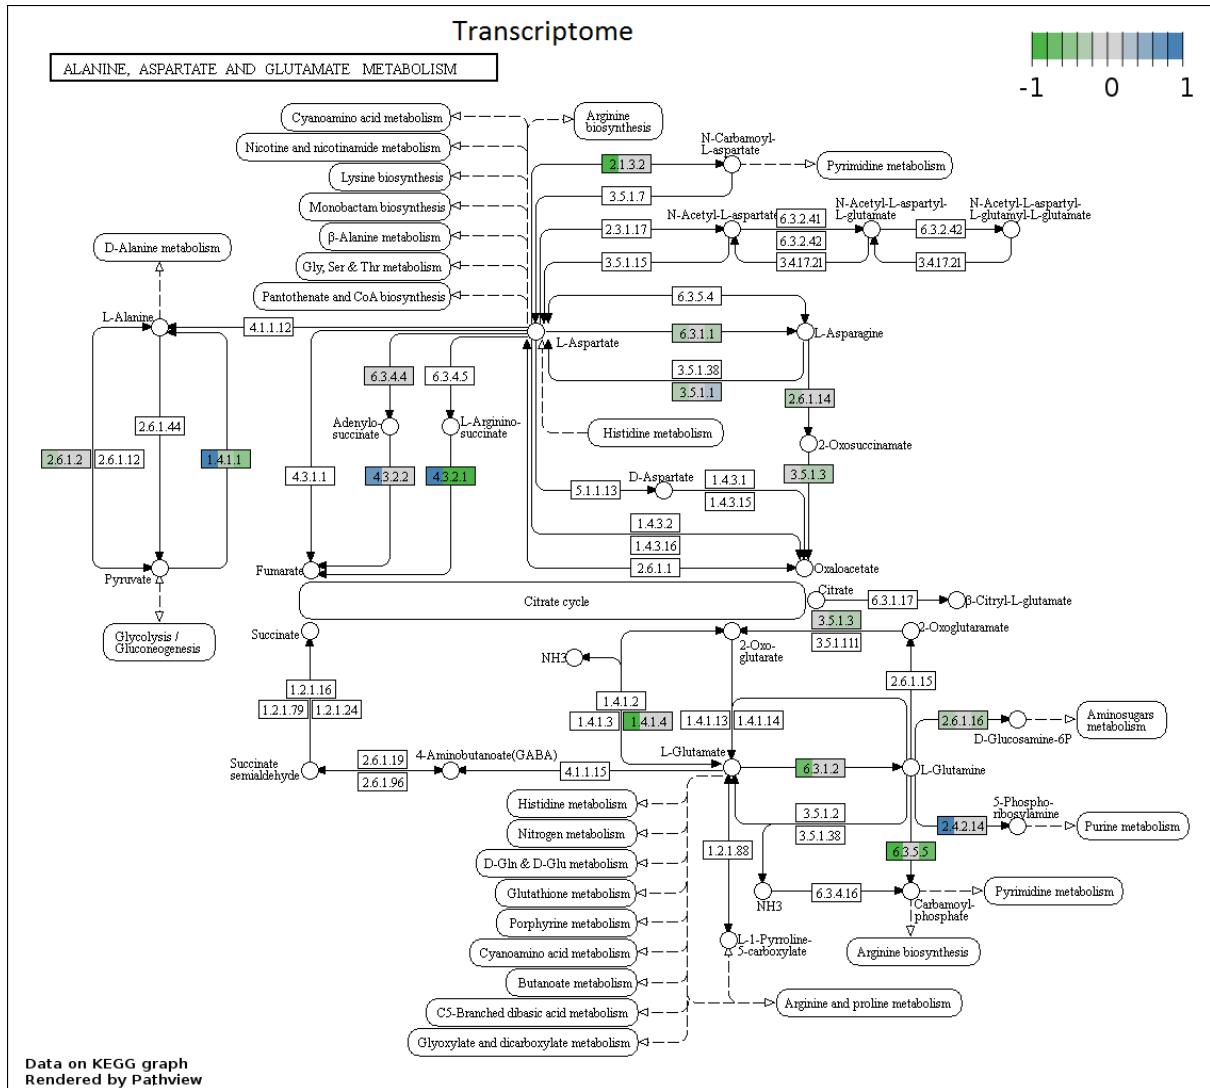 Transcriptome
ALANINE, ASPARTATE AND GLUTAMATE METABOLISM
-1 0 1
Cyanoamino acid metabolism
Arginine
biosynthesis
Nicotine and nicotinamide metabolism
Lysine biosynthesis
Monobactam biosynthesis
β-Alanine metabolism
Gly, Ser & Thr metabolism
Pantothenate and CoA biosynthesis
D-Alanine metabolism
N-Carbamoyl-
L-aspartate
2.1.3.2
Pyrimidine metabolism
3.5.1.7
N-Acetyl-L-aspartate
N-Acetyl-L-aspartyl-
L-glutamate
N-Acetyl-L-aspartyl-
L-glutamyl-L-glutamate
2.3.1.17
6.3.2.41
6.3.2.42
6.3.2.42
3.5.1.15
3.4.17.21
3.4.17.21
6.3.5.4
L-Alanine
4.1.1.12
L-Aspartate
6.3.1.1
L-Asparagine
3.5.1.38
3.5.1.1
2.6.1.14
6.3.4.4
6.3.4.5
Adenylo-
succinate
L-Arginino-
succinate
Histidine metabolism
2-Oxosuccinamate
2.6.1.44
2.6.1.2
2.6.1.12
1.4.1.1
4.3.1.1
4.3.2.2
4.3.2.1
3.5.1.3
D-Aspartate
5.1.1.13
1.4.3.1
1.4.3.15
1.4.3.2
1.4.3.16
2.6.1.1
Pyruvate
Fumarate
Oxaloacetate
Citrate cycle
Citrate
6.3.1.17
β-Citryl-L-glutamate
Glycolysis /
Gluconeogenesis
Succinate
3.5.1.3
3.5.1.111
2-Oxoglutaramate
2-Oxo-
glutarate
NH3
1.2.1.16
1.2.1.79
1.2.1.24
1.4.1.2
1.4.1.3
1.4.1.4
1.4.1.13
1.4.1.14
2.6.1.15
2.6.1.16
D-Glucosamine-6P
Aminosugars
metabolism
Succinate
semialdehyde
2.6.1.19
2.6.1.96
4-Aminobutanoate(GABA)
4.1.1.15
L-Glutamate
6.3.1.2
L-Glutamine
Histidine metabolism
Nitrogen metabolism
D-Gln & D-Glu metabolism
Glutathione metabolism
Porphyrine metabolism
Cyanoamino acid metabolism
Butanoate metabolism
C5-Branched dibasic acid metabolism
Glyoxylate and dicarboxylate metabolism
1.2.1.88
3.5.1.2
3.5.1.38
5-Phospho-
ribosylamine
2.4.2.14
Purine metabolism
6.3.5.5
NH3
6.3.4.16
Carbamoyl-
phosphate
Pyrimidine metabolism
L-1-Pyrroline-
5-carboxylate
Arginine biosynthesis
Arginine and proline metabolism
Data on KEGG graph
Rendered by Pathview